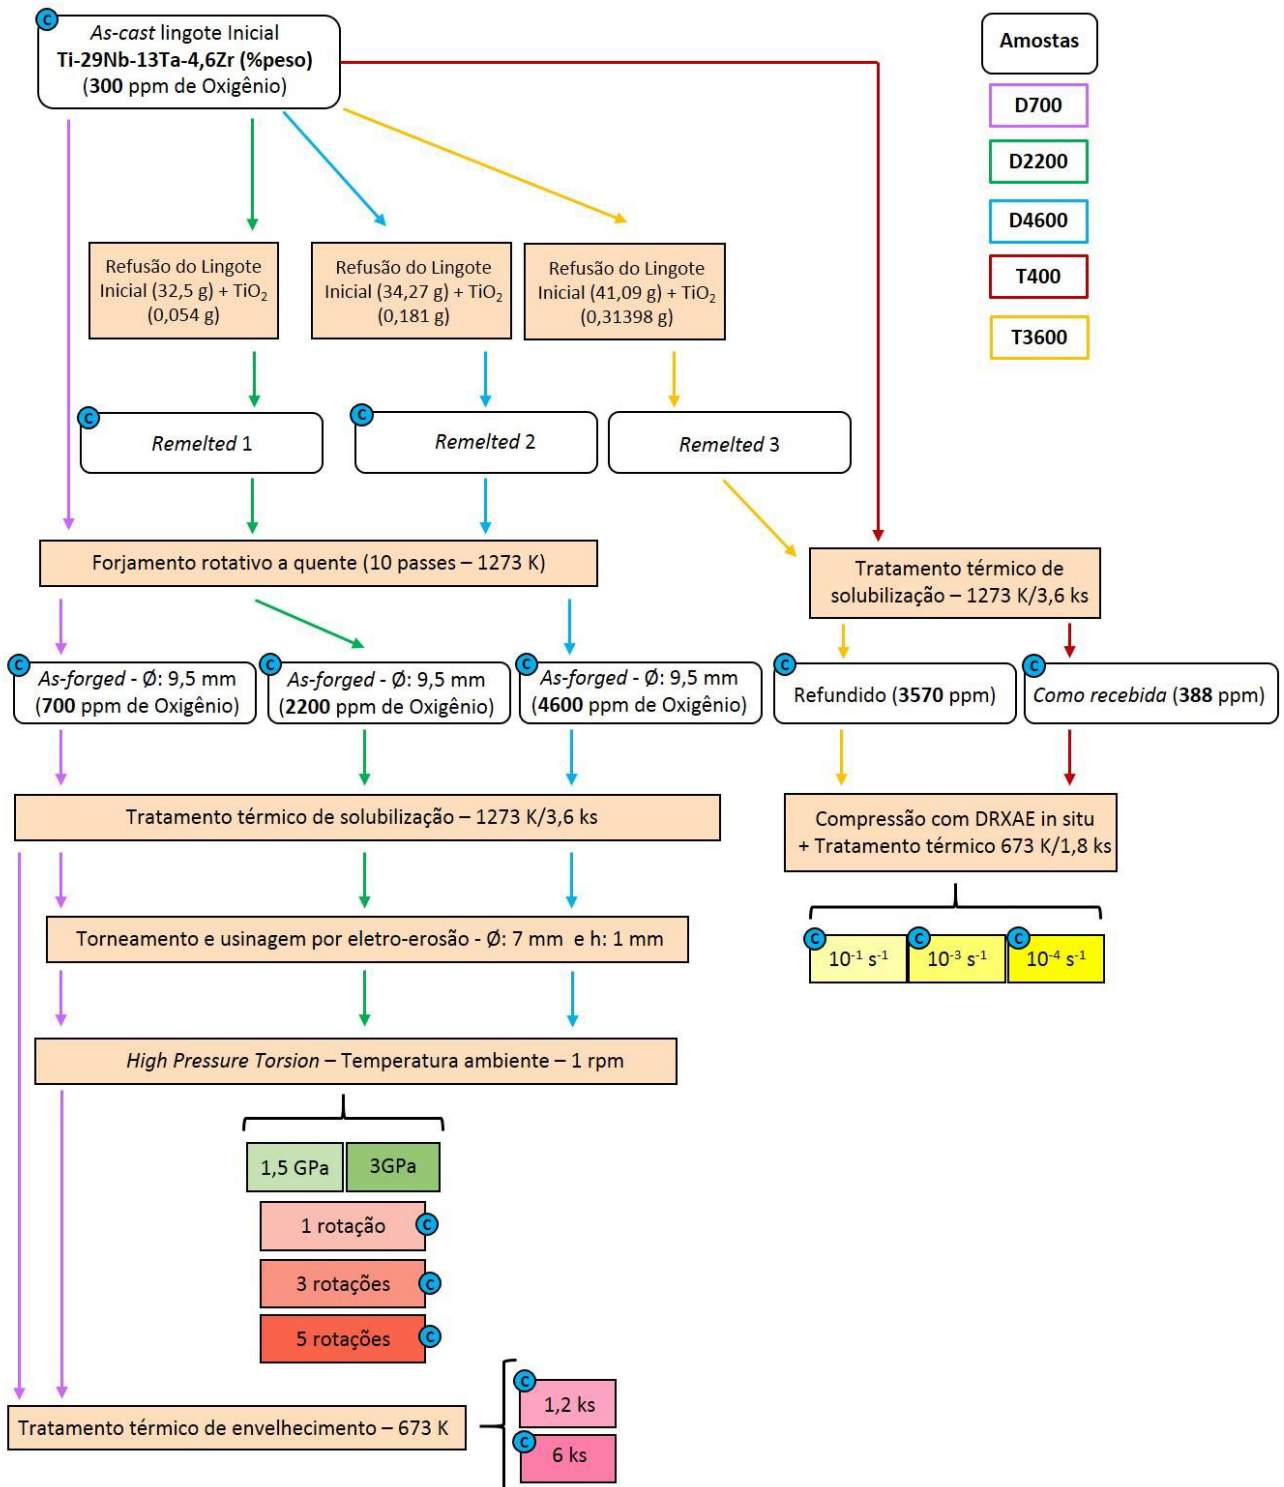 C
As-cast lingote Inicial
Ti-29Nb-13Ta-4,6Zr (%peso)
(300 ppm de Oxigênio)
Amostas
D700
D2200
D4600
T400
T3600
Refusão do Lingote
Inicial (32,5 g) + TiO₂
(0,054 g)
Refusão do Lingote
Inicial (34,27 g) + TiO₂
(0,181 g)
Refusão do Lingote
Inicial (41,09 g) + TiO₂
(0,31398 g)
C
Remelted 1
C
Remelted 2
Remelted 3
Forjamento rotativo a quente (10 passes – 1273 K)
Tratamento térmico de
solubilização – 1273 K/3,6 ks
C
As-forged - Ø: 9,5 mm
(700 ppm de Oxigênio)
C
As-forged - Ø: 9,5 mm
(2200 ppm de Oxigênio)
C
As-forged - Ø: 9,5 mm
(4600 ppm de Oxigênio)
C
Refundido (3570 ppm)
C
Como recebida (388 ppm)
Tratamento térmico de solubilização – 1273 K/3,6 ks
Compressão com DRXAE in situ
+ Tratamento térmico 673 K/1,8 ks
Torneamento e usinagem por eletro-erosão - Ø: 7 mm e h: 1 mm
C
10⁻¹ s⁻¹
C
10⁻³ s⁻¹
C
10⁻⁴ s⁻¹
High Pressure Torsion – Temperatura ambiente – 1 rpm
1,5 GPa
3GPa
1 rotação
C
3 rotações
C
5 rotações
C
Tratamento térmico de envelhecimento – 673 K
C
1,2 ks
C
6 ks